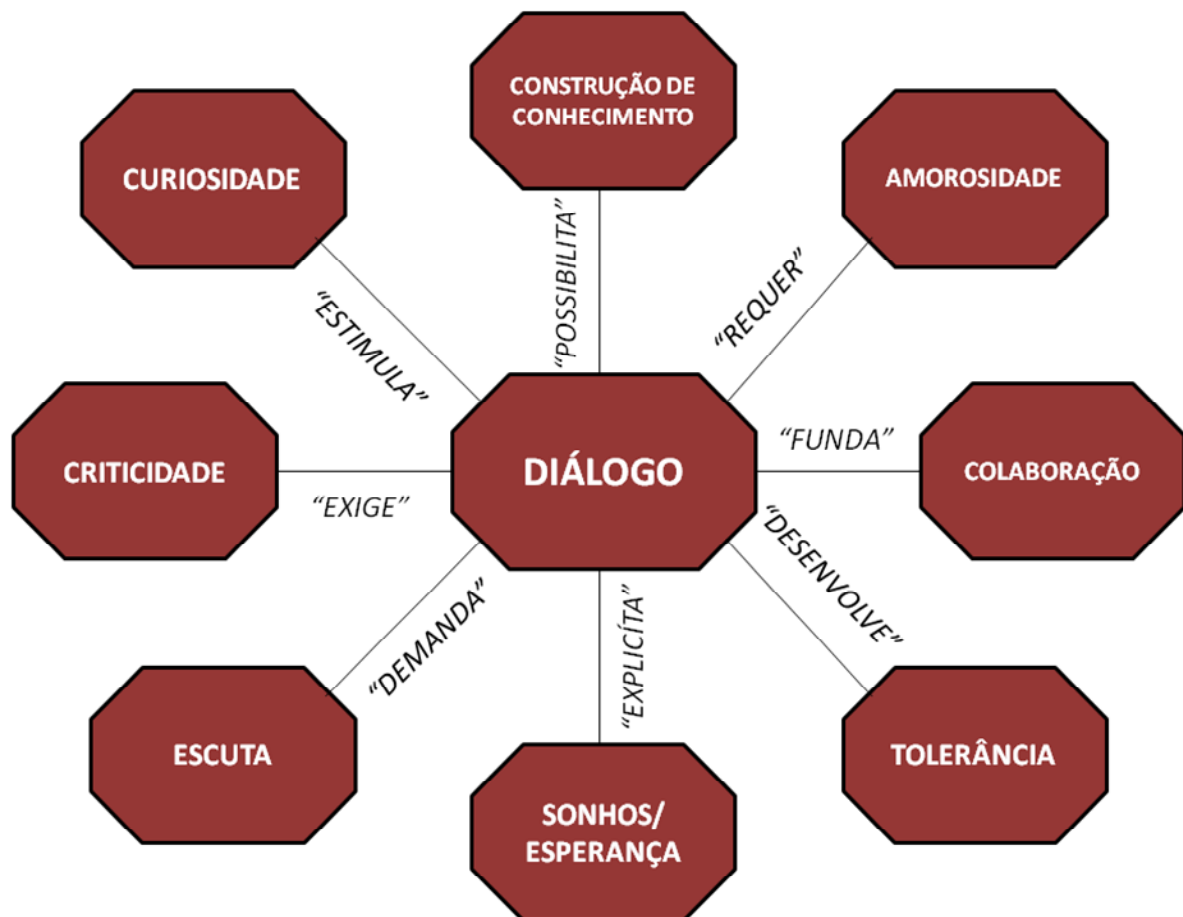 CONSTRUÇÃO DE
CONHECIMENTO
CURIOSIDADE
AMOROSIDADE
“POSSIBILITA”
“REQUER”
“ESTIMULA”
CRITICIDADE
“EXIGE”
DIÁLOGO
“FUNDA”
COLABORAÇÃO
“DEMANDA”
“EXPLICÍTA”
“DESENVOLVE”
ESCUTA
SONHOS/
ESPERANÇA
TOLERÂNCIA